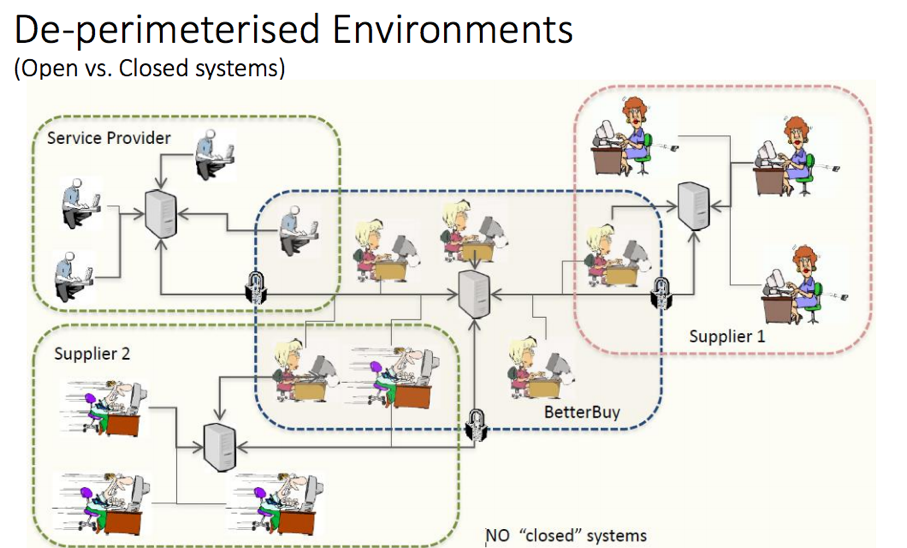 De-perimeterised Environments
(Open vs. Closed systems)
Service Provider
Supplier 1
Supplier 2
BetterBuy
NO “closed” systems